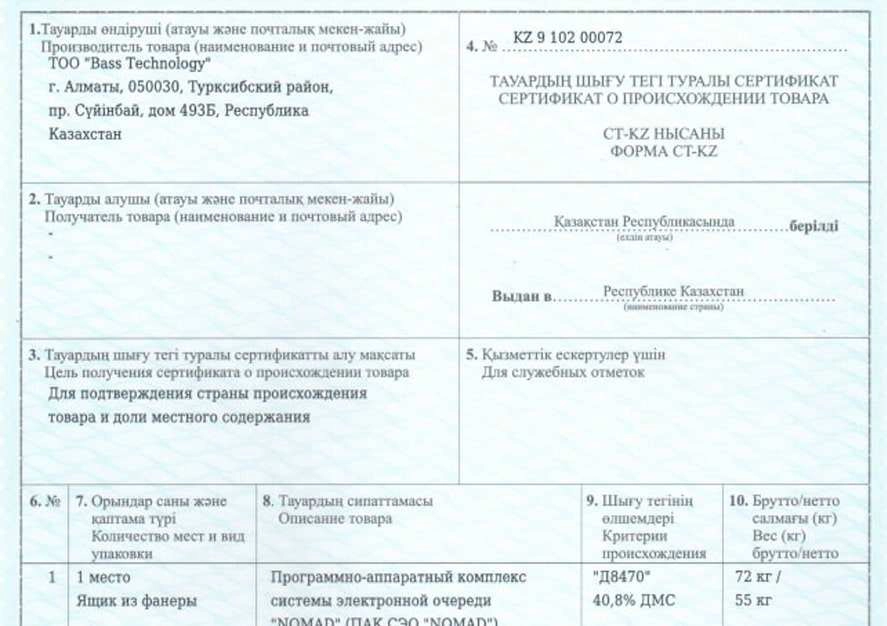 1.Тауарды өндіруші (атауы және почталық мекен-жайы)
Производитель товара (наименование и почтовый адрес)
ТОО "Bass Technology"
г. Алматы, 050030, Турксибский район,
пр. Сүйінбай, дом 493Б, Республика
Казахстан
4. № KZ 9 102 00072
ТАУАРДЫҢ ШЫҒУ ТЕГІ ТУРАЛЫ СЕРТИФИКАТ
СЕРТИФИКАТ О ПРОИСХОЖДЕНИИ ТОВАРА
CT-KZ НЫСАНЫ
ФОРМА CT-KZ
2. Тауарды алушы (атауы және почталық мекен-жайы)
Получатель товара (наименование и почтовый адрес)
-
-
Қазақстан Республикасында берілді
(елдің атауы)
Выдан в Республике Казахстан
(наименование страны)
3. Тауардың шығу тегі туралы сертификатты алу мақсаты
Цель получения сертификата о происхождении товара
Для подтверждения страны происхождения
товара и доли местного содержания
5. Қызметтік ескертулер үшін
Для служебных отметок
6. №
7. Орындар саны және
қаптама түрі
Количество мест и вид
упаковки
8. Тауардың сипаттамасы
Описание товара
9. Шығу тегінің
өлшемдері
Критерии
происхождения
10. Брутто/нетто
салмағы (кг)
Вес (кг)
брутто/нетто
1
1 место
Ящик из фанеры
Программно-аппаратный комплекс
системы электронной очереди
"NOMAD" (ПАК СЭО "NOMAD")
"Д8470"
40,8% ДМС
72 кг /
55 кг